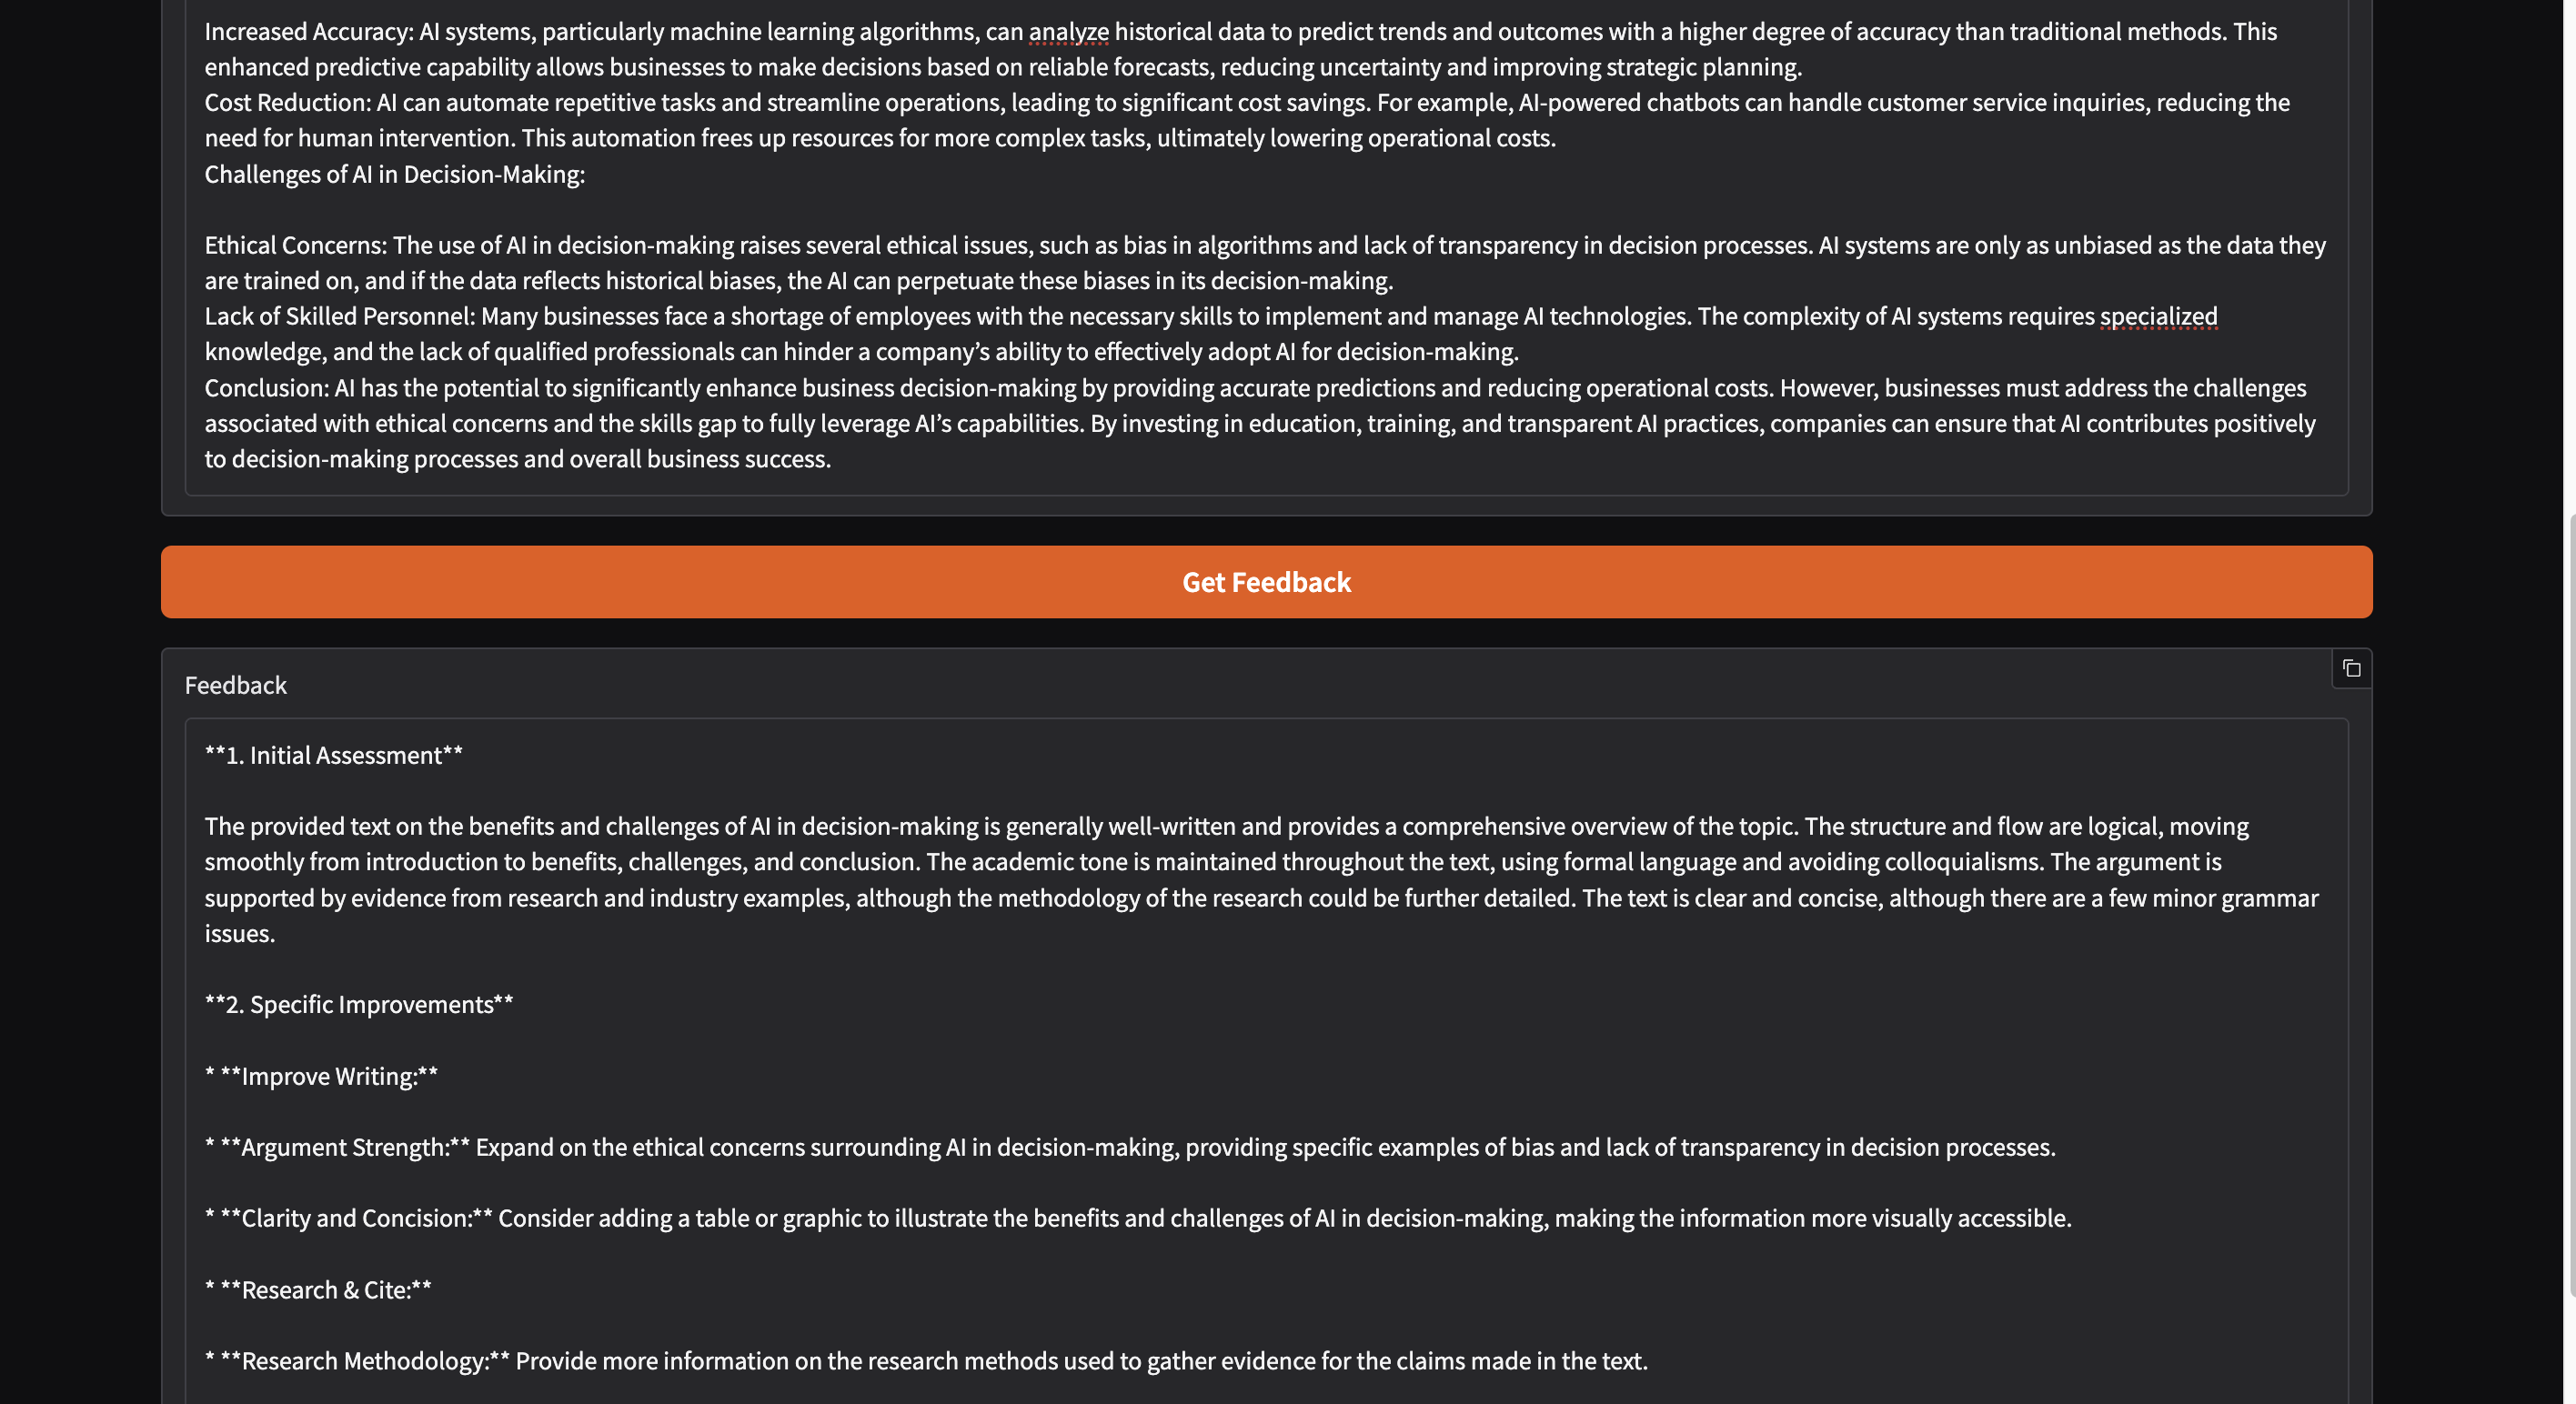 Increased Accuracy: AI systems, particularly machine learning algorithms, can analyze historical data to predict trends and outcomes with a higher degree of accuracy than traditional methods. This
enhanced predictive capability allows businesses to make decisions based on reliable forecasts, reducing uncertainty and improving strategic planning.
Cost Reduction: AI can automate repetitive tasks and streamline operations, leading to significant cost savings. For example, AI-powered chatbots can handle customer service inquiries, reducing the
need for human intervention. This automation frees up resources for more complex tasks, ultimately lowering operational costs.
Challenges of AI in Decision-Making:
Ethical Concerns: The use of AI in decision-making raises several ethical issues, such as bias in algorithms and lack of transparency in decision processes. AI systems are only as unbiased as the data they
are trained on, and if the data reflects historical biases, the AI can perpetuate these biases in its decision-making.
Lack of Skilled Personnel: Many businesses face a shortage of employees with the necessary skills to implement and manage AI technologies. The complexity of AI systems requires specialized
knowledge, and the lack of qualified professionals can hinder a company’s ability to effectively adopt AI for decision-making.
Conclusion: AI has the potential to significantly enhance business decision-making by providing accurate predictions and reducing operational costs. However, businesses must address the challenges
associated with ethical concerns and the skills gap to fully leverage AI’s capabilities. By investing in education, training, and transparent AI practices, companies can ensure that AI contributes positively
to decision-making processes and overall business success.
Get Feedback
Feedback
**1. Initial Assessment**
The provided text on the benefits and challenges of AI in decision-making is generally well-written and provides a comprehensive overview of the topic. The structure and flow are logical, moving
smoothly from introduction to benefits, challenges, and conclusion. The academic tone is maintained throughout the text, using formal language and avoiding colloquialisms. The argument is
supported by evidence from research and industry examples, although the methodology of the research could be further detailed. The text is clear and concise, although there are a few minor grammar
issues.
**2. Specific Improvements**
* **Improve Writing:**
* **Argument Strength:** Expand on the ethical concerns surrounding AI in decision-making, providing specific examples of bias and lack of transparency in decision processes.
* **Clarity and Concision:** Consider adding a table or graphic to illustrate the benefits and challenges of AI in decision-making, making the information more visually accessible.
* **Research & Cite:**
* **Research Methodology:** Provide more information on the research methods used to gather evidence for the claims made in the text.